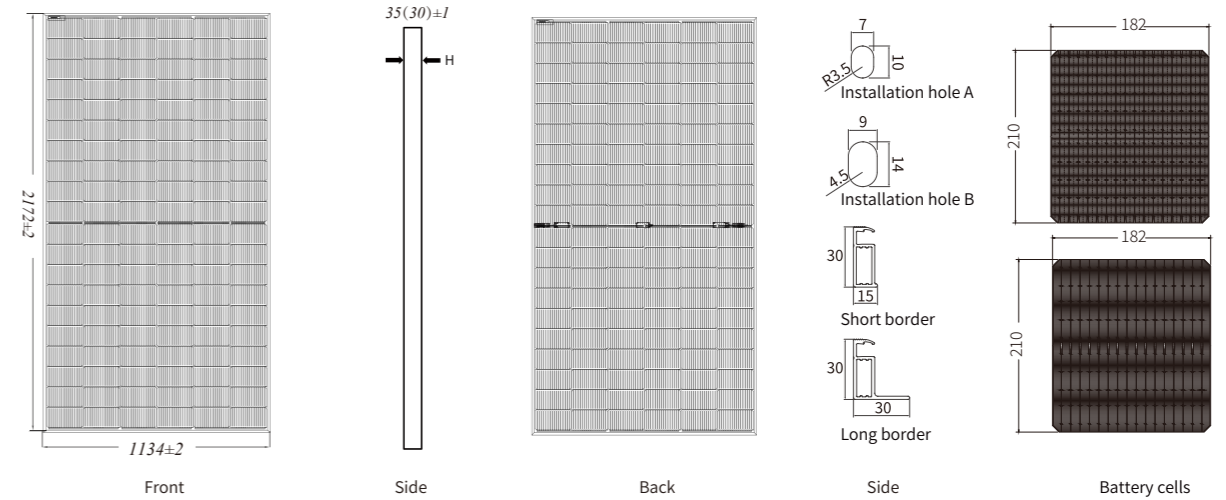 2172±2
1134±2
Front
35(30)±1
H
Side
Back
7
10
R3.5
Installation hole A
9
14
4.5
Installation hole B
30
15
Short border
30
30
Long border
Side
182
210
182
210
Battery cells